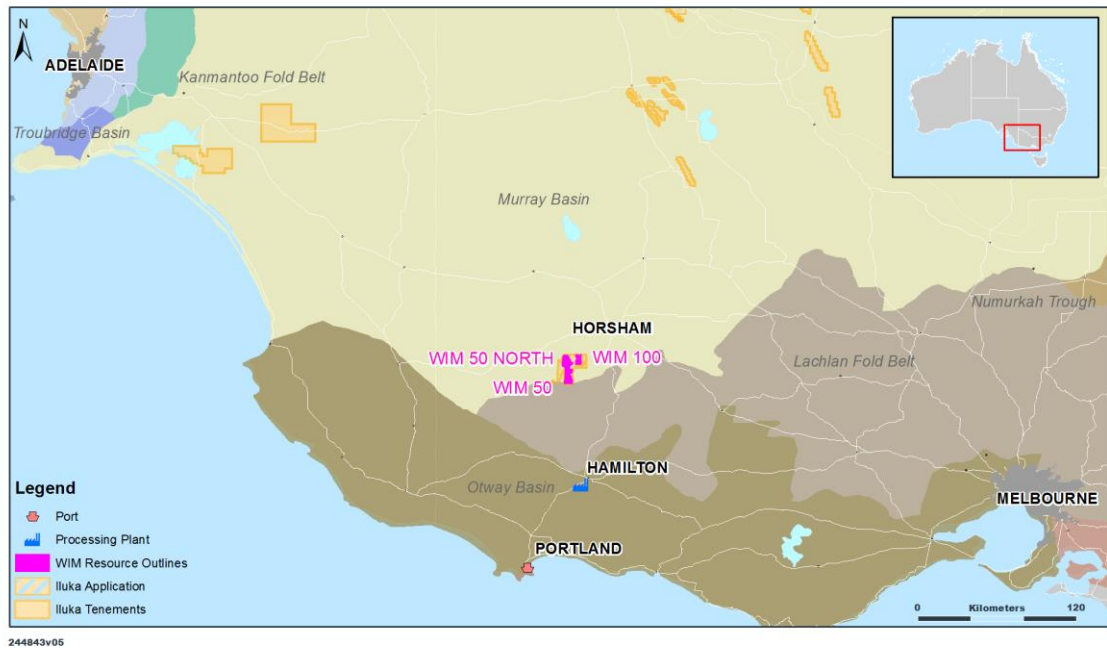 N
ADELAIDE
Kanmantoo Fold Belt
Troubridge Basin
Murray Basin
Numurkah Trough
HORSHAM
WIM 50 NORTH
WIM 100
Lachlan Fold Belt
WIM 50
HAMILTON
Otway Basin
MELBOURNE
PORTLAND
Legend
Port
Processing Plant
WIM Resource Outlines
Iluka Application
Iluka Tenements
0 Kilometers 120
244843v05